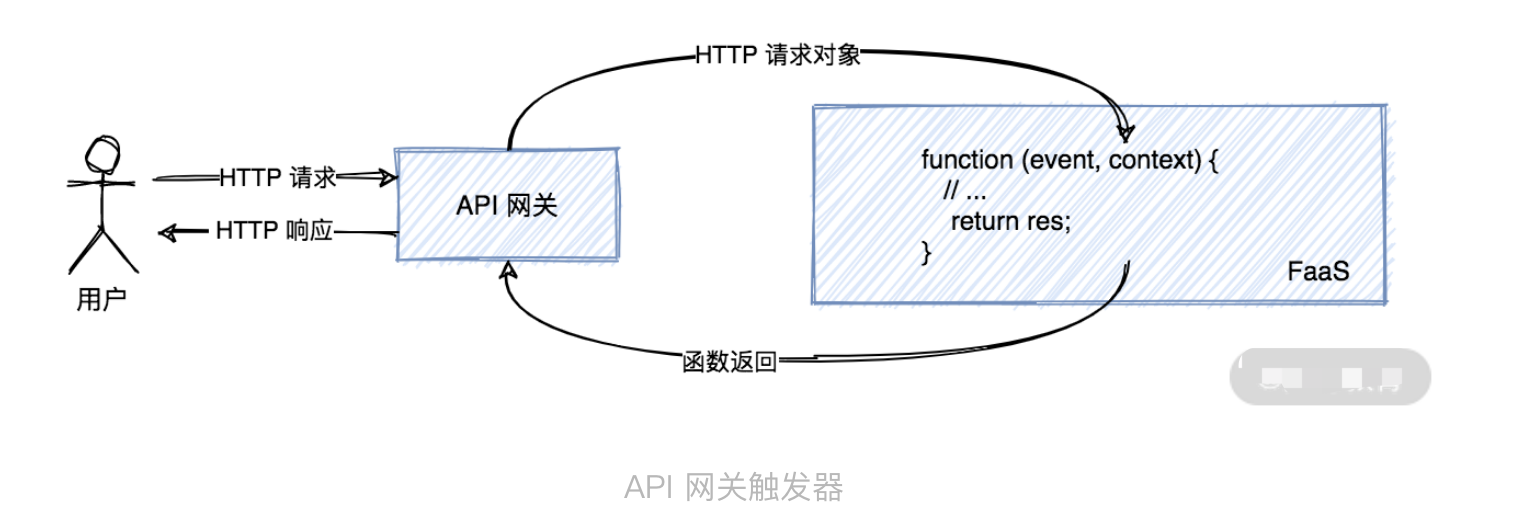 HTTP 请求对象
function (event, context) {
// ...
return res;
}
FaaS
HTTP 请求
API 网关
HTTP 响应
用户
函数返回
API 网关触发器